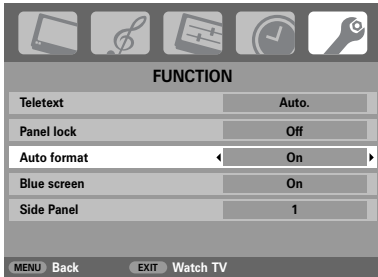 FUNCTION
Teletext Auto.
Panel lock Off
Auto format On
Blue screen On
Side Panel 1
MENU Back EXIT Watch TV